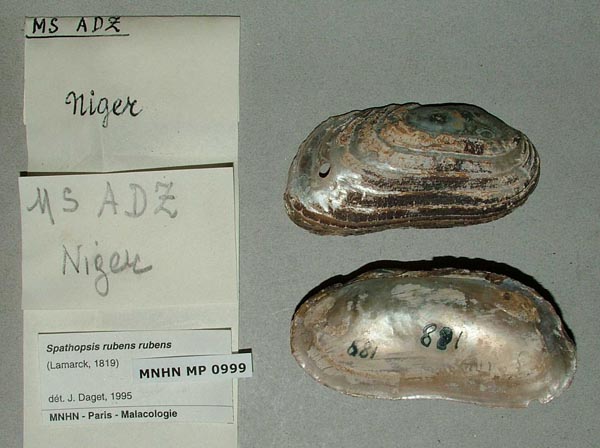 MS ADZ
Niger
MS ADZ
Niger
Spathopsis rubens rubens
(Lamarck, 1819)
MNHN MP 0999
dét. J. Daget, 1995
MNHN - Paris - Malacologie
881
881